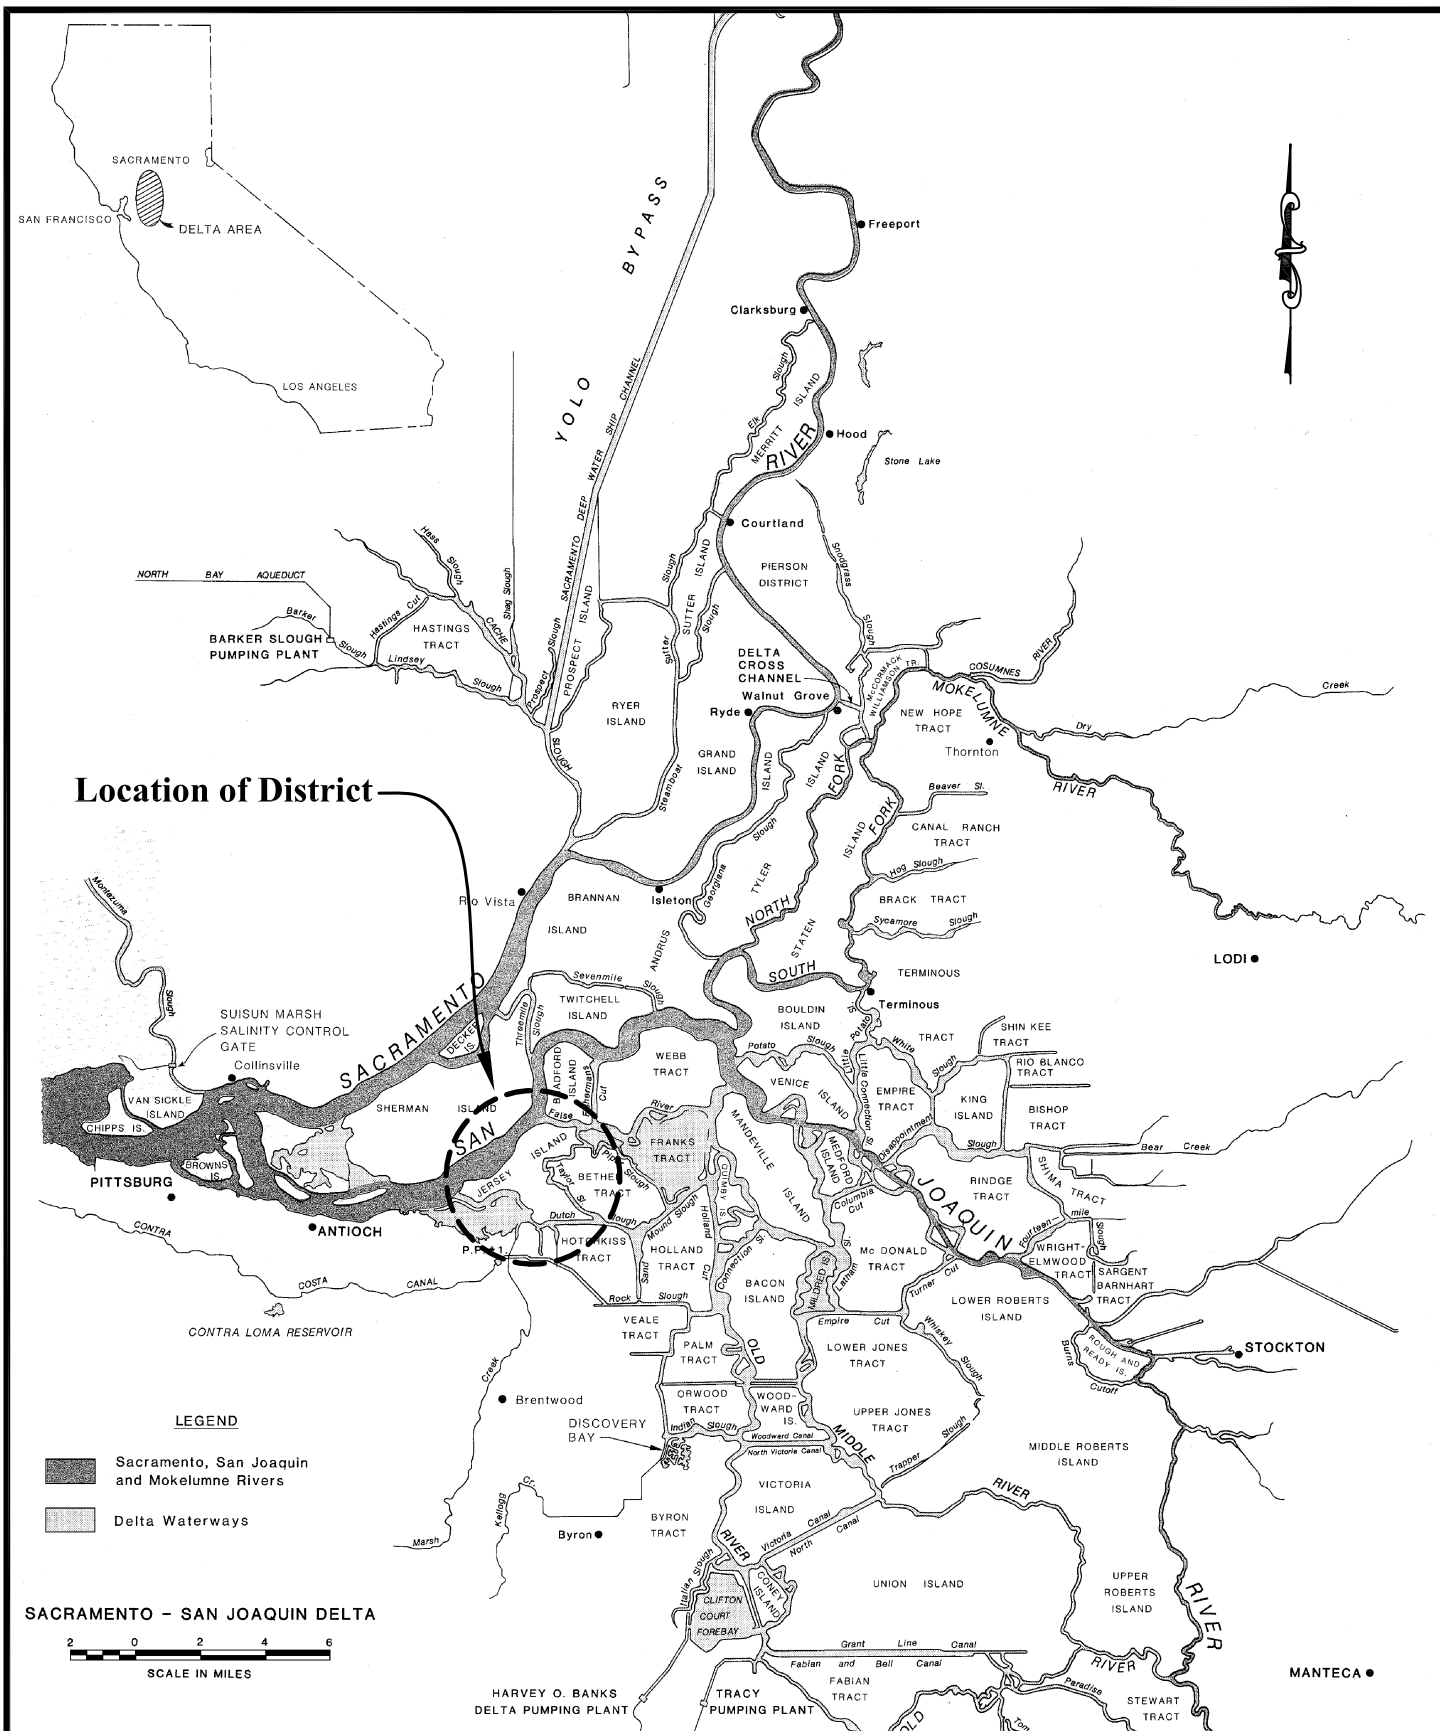 SACRAMENTO
SAN FRANCISCO
DELTA AREA
LOS ANGELES
YOLO BYPASS
SACRAMENTO DEEP WATER SHIP CHANNEL
Freeport
Clarksburg
Elk Slough
MERRITT ISLAND
RIVER
Hood
Stone Lake
Courtland
Hass Slough
NORTH BAY AQUEDUCT
Barker Slough
Hastings Cut
HASTINGS TRACT
CACHE SLOUGH
Shag Slough
BARKER SLOUGH
PUMPING PLANT
Lindsey Slough
Prospect Slough
PROSPECT ISLAND
Sutter Slough
SUTTER ISLAND
Slough
PIERSON
DISTRICT
Snodgrass Slough
DELTA
CROSS
CHANNEL
Walnut Grove
Ryde
McCORMACK
WILLIAMSON TR.
COSUMNES RIVER
MOKELUMNE RIVER
NEW HOPE
TRACT
Thornton
Dry Creek
RYER
ISLAND
GRAND
ISLAND
Steamboat
Location of District
Beaver Sl.
CANAL RANCH
TRACT
Hog Slough
BRACK TRACT
Sycamore Slough
TYLER ISLAND
Georgiana Slough
ISLAND
NORTH FORK
SOUTH FORK
STATEN ISLAND
Rio Vista
BRANNAN
ISLAND
Isleton
ANDRUS
LODI
Montezuma Slough
SUISUN MARSH
SALINITY CONTROL
GATE
Collinsville
SACRAMENTO
DECKER
IS.
Sevenmile Slough
TWITCHELL
ISLAND
Threemile Slough
TERMINOUS
Terminous
TRACT
BOULDIN
ISLAND
Potato Slough
Little Potato Sl.
White Slough
SHIN KEE
TRACT
RIO BLANCO
TRACT
WEBB
TRACT
BRADFORD
ISLAND
Fishermans Cut
VENICE ISLAND
Little Connection Sl.
EMPIRE
TRACT
KING
ISLAND
BISHOP
TRACT
Disappointment Slough
Bear Creek
VAN SICKLE
ISLAND
CHIPPS IS.
BROWNS
IS.
PITTSBURG
ANTIOCH
SHERMAN ISLAND
SAN
JOAQUIN
JERSEY ISLAND
False River
FRANKS
TRACT
Piper Slough
BETHEL
TRACT
Taylor Sl.
Dutch Slough
HOTCHKISS
TRACT
MANDEVILLE ISLAND
MEDFORD
ISLAND
Columbia
Cut
QUIMBY IS.
RINDGE
TRACT
SHIMA TRACT
Fourteen-mile Slough
WRIGHT-
ELMWOOD
TRACT
SARGENT
BARNHART
TRACT
Sand Mound Slough
HOLLAND
TRACT
Holland Cut
Connection Sl.
BACON
ISLAND
MILDRED IS.
Latham Sl.
Mc DONALD
TRACT
Turner Cut
LOWER ROBERTS
ISLAND
CONTRA COSTA CANAL
CONTRA LOMA RESERVOIR
Rock Slough
VEALE
TRACT
PALM
TRACT
OLD RIVER
Empire Cut
LOWER JONES
TRACT
Whiskey Slough
Burns Cutoff
ROUGH AND
READY IS.
STOCKTON
Brentwood
Marsh Creek
ORWOOD
TRACT
WOOD-
WARD
IS.
Indian Slough
Woodward Canal
North Victoria Canal
DISCOVERY
BAY
UPPER JONES
TRACT
Trapper Slough
MIDDLE RIVER
MIDDLE ROBERTS
ISLAND
LEGEND
Sacramento, San Joaquin
and Mokelumne Rivers
Delta Waterways
Kellogg Cr.
Byron
BYRON
TRACT
VICTORIA
ISLAND
Victoria Canal
North Canal
Italian Slough
CLIFTON
COURT
FOREBAY
CONEY
ISLAND
UNION ISLAND
UPPER
ROBERTS
ISLAND
RIVER
SACRAMENTO - SAN JOAQUIN DELTA
2 0 2 4 6
SCALE IN MILES
Grant Line Canal
Fabian and Bell Canal
FABIAN
TRACT
RIVER
Paradise
STEWART
TRACT
OLD
Tom
MANTECA
HARVEY O. BANKS
DELTA PUMPING PLANT
TRACY
PUMPING PLANT